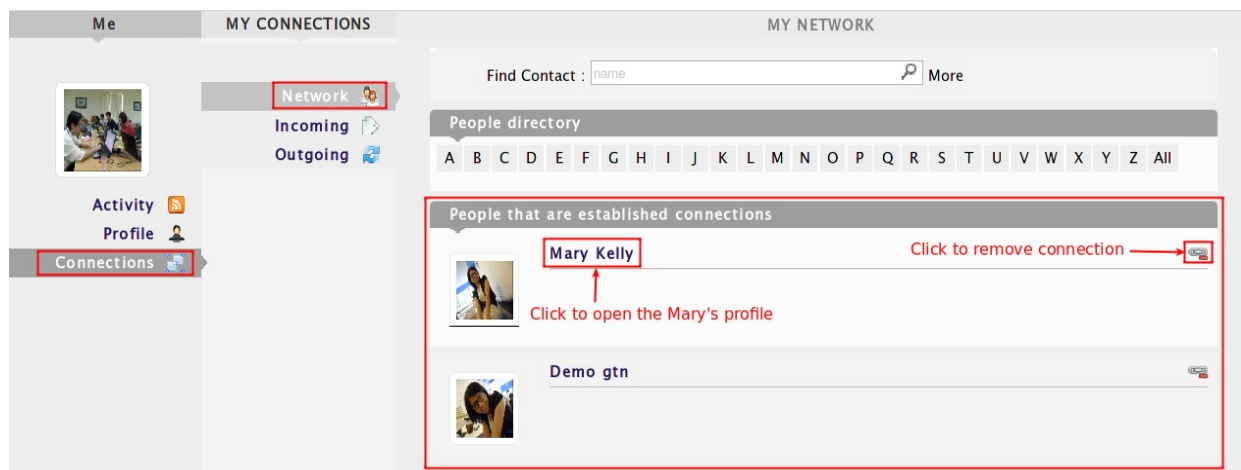 Me
MY CONNECTIONS
MY NETWORK
Find Contact : name More
Network
Incoming
Outgoing
People directory
A B C D E F G H I J K L M N O P Q R S T U V W X Y Z All
Activity
Profile
Connections
People that are established connections
Mary Kelly
Click to remove connection
Click to open the Mary's profile
Demo gtn